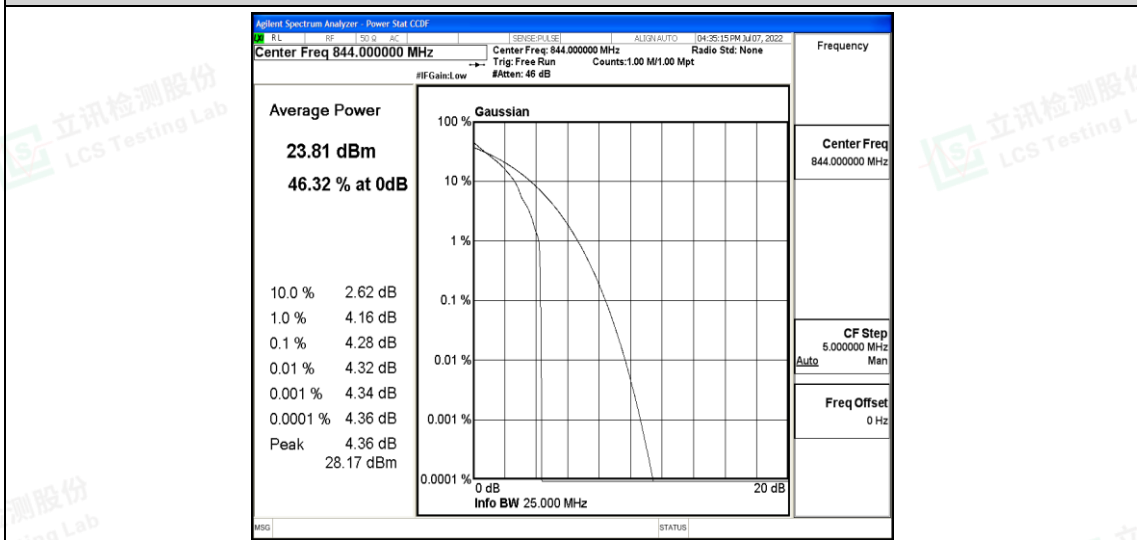 Agilent Spectrum Analyzer - Power Stat CCDF
RL RF 50 Ω AC SENSE:PULSE ALIGNAUTO 04:35:15 PM Jul 07, 2022
Center Freq 844.000000 MHz
Center Freq: 844.000000 MHz Radio Std: None
Trig: Free Run Counts:1.00 M/1.00 Mpt
#IFGain:Low #Atten: 46 dB
Frequency
Average Power
23.81 dBm
46.32 % at 0dB
10.0 % 2.62 dB
1.0 % 4.16 dB
0.1 % 4.28 dB
0.01 % 4.32 dB
0.001 % 4.34 dB
0.0001 % 4.36 dB
Peak 4.36 dB
28.17 dBm
Gaussian
100 %
10 %
1 %
0.1 %
0.01 %
0.001 %
0.0001 %
0 dB 20 dB
Info BW 25.000 MHz
Center Freq
844.000000 MHz
CF Step
5.000000 MHz
Auto Man
Freq Offset
0 Hz
MSG STATUS
立讯检测股份
LCS Testing Lab
立讯检测股份
LCS Testing L
测股份
ing Lab